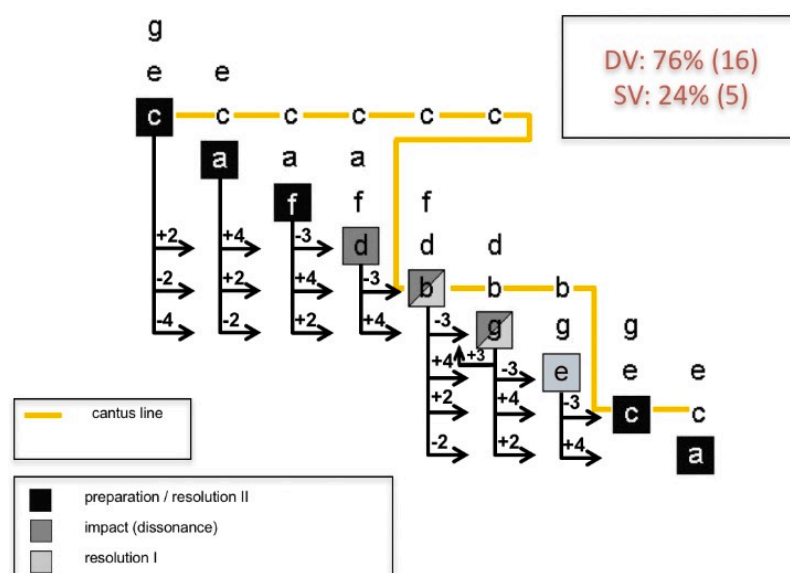 g
DV: 76% (16)
e e
SV: 24% (5)
c c c c c c
a a a
f f f
+2 +4 -3 d d d
-2 +2 +4 -3 b b b
-4 -2 +2 +4 -3 g g g
+3
+4 -3 e e e
+2 +4 -3 c c
-2 +2 +4 a
cantus line
preparation / resolution II
impact (dissonance)
resolution I